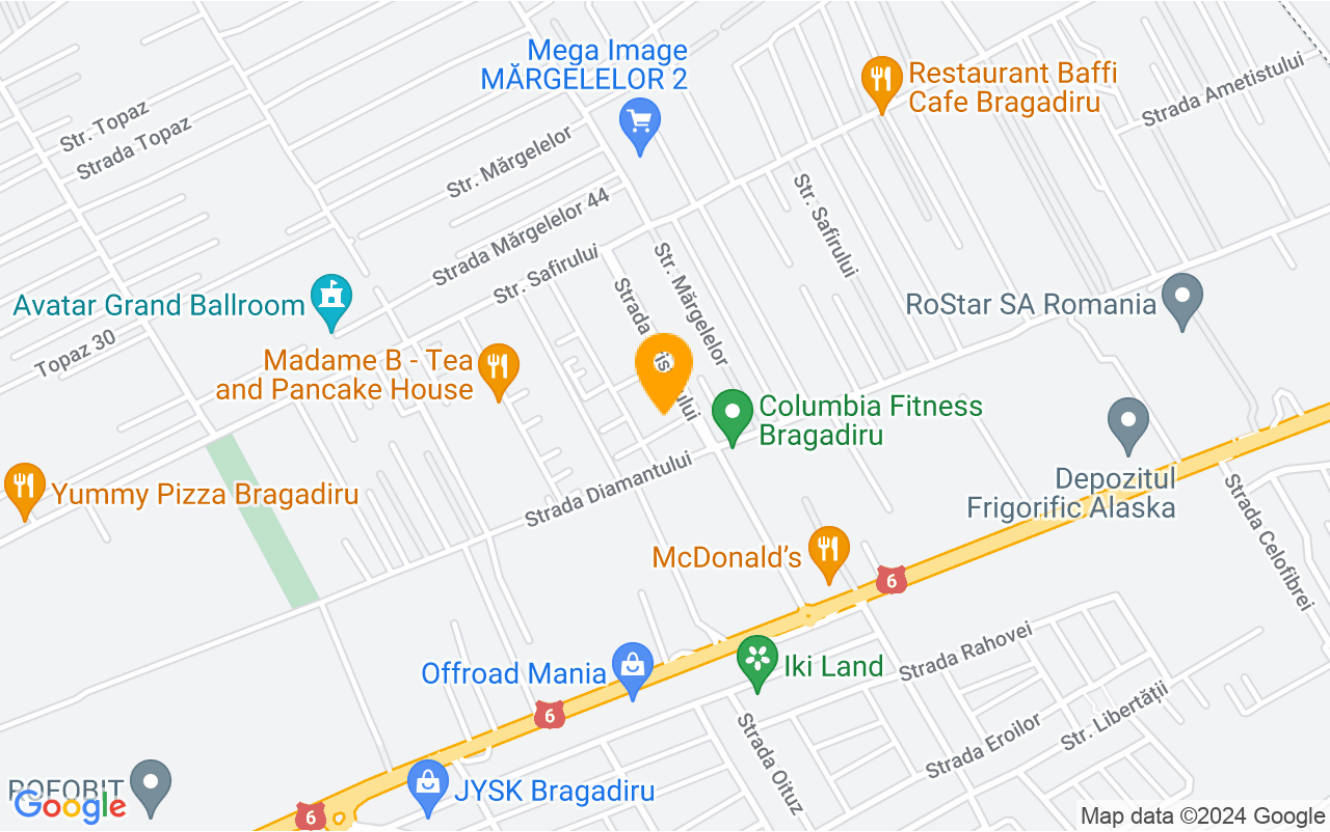 Mega Image
MĂRGELELOR 2
Restaurant Baffi
Cafe Bragadiru
Strada Ametistului
Str. Topaz
Strada Topaz
Str. Mărgelelor
Strada Mărgelelor 44
Str. Safirului
Str. Safirului
Str. Mărgelelor
Strada
is
ului
Avatar Grand Ballroom
RoStar SA Romania
Topaz 30
Madame B - Tea
and Pancake House
Columbia Fitness
Bragadiru
Strada Diamantului
Yummy Pizza Bragadiru
Depozitul
Frigorific Alaska
Strada Celofibrei
McDonald's
6
Iki Land
Strada Rahovei
Offroad Mania
6
Strada Oituz
Strada Eroilor
Str. Libertății
JYSK Bragadiru
6
Google
Map data ©2024 Google